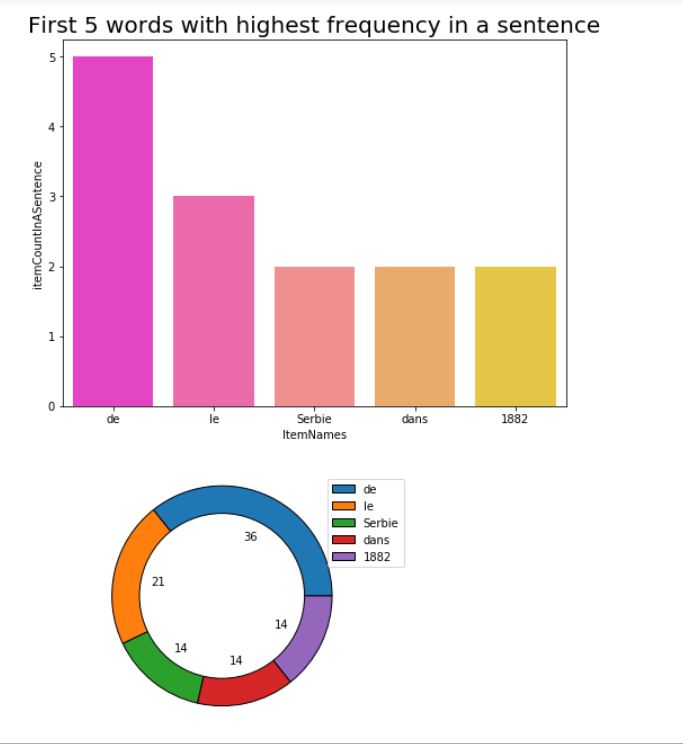 First 5 words with highest frequency in a sentence
5
4
3
2
1
0
itemCountInASentence
de le Serbie dans 1882
ItemNames
de
le
Serbie
dans
1882
36
21
14
14
14